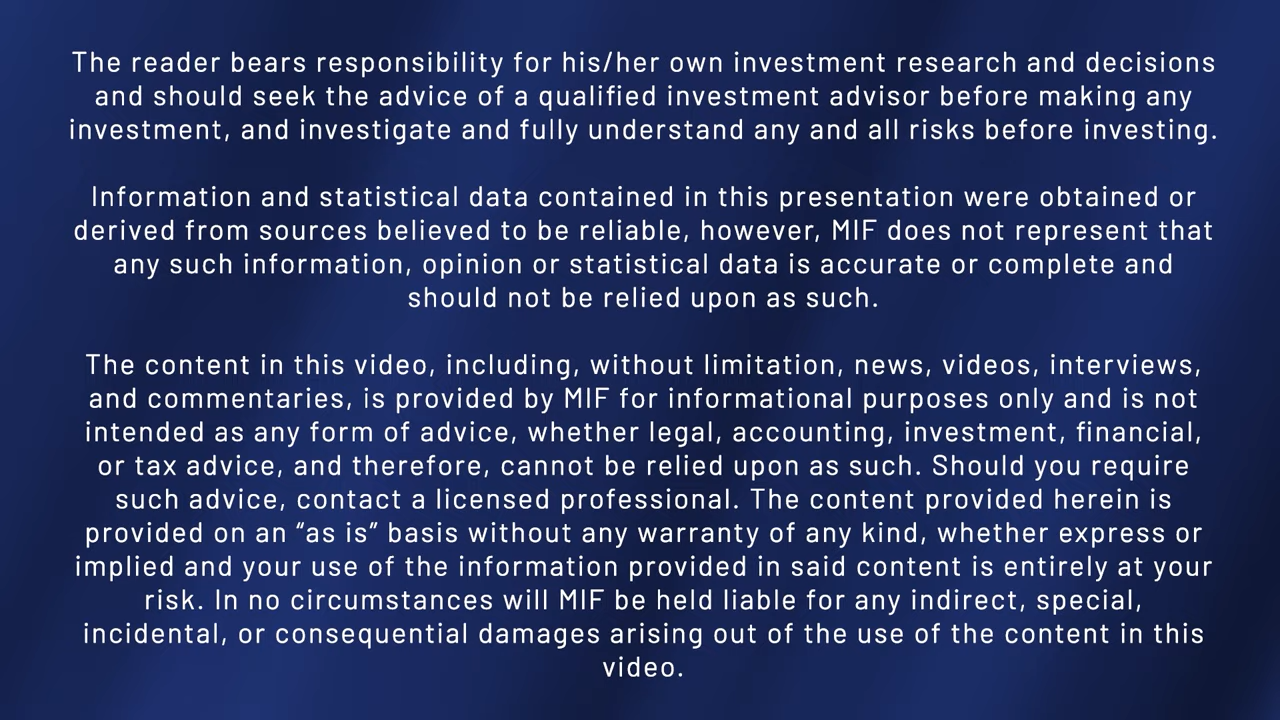 The reader bears responsibility for his/her own investment research and decisions
and should seek the advice of a qualified investment advisor before making any
investment, and investigate and fully understand any and all risks before investing.
Information and statistical data contained in this presentation were obtained or
derived from sources believed to be reliable, however, MIF does not represent that
any such information, opinion or statistical data is accurate or complete and
should not be relied upon as such.
The content in this video, including, without limitation, news, videos, interviews,
and commentaries, is provided by MIF for informational purposes only and is not
intended as any form of advice, whether legal, accounting, investment, financial,
or tax advice, and therefore, cannot be relied upon as such. Should you require
such advice, contact a licensed professional. The content provided herein is
provided on an “as is” basis without any warranty of any kind, whether express or
implied and your use of the information provided in said content is entirely at your
risk. In no circumstances will MIF be held liable for any indirect, special,
incidental, or consequential damages arising out of the use of the content in this
video.